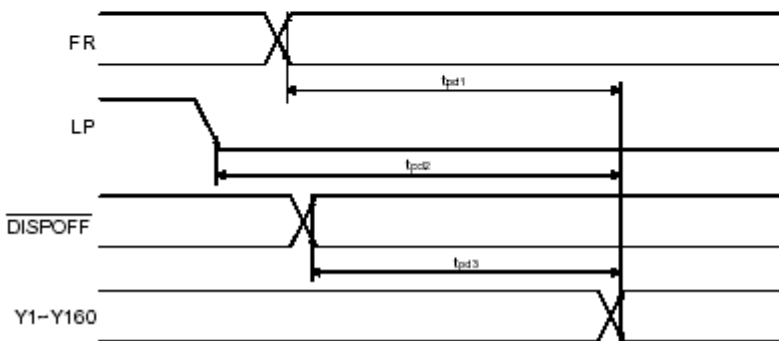 FR
tpd1
LP
tpd2
DISPOFF
tpd3
Y1~Y160